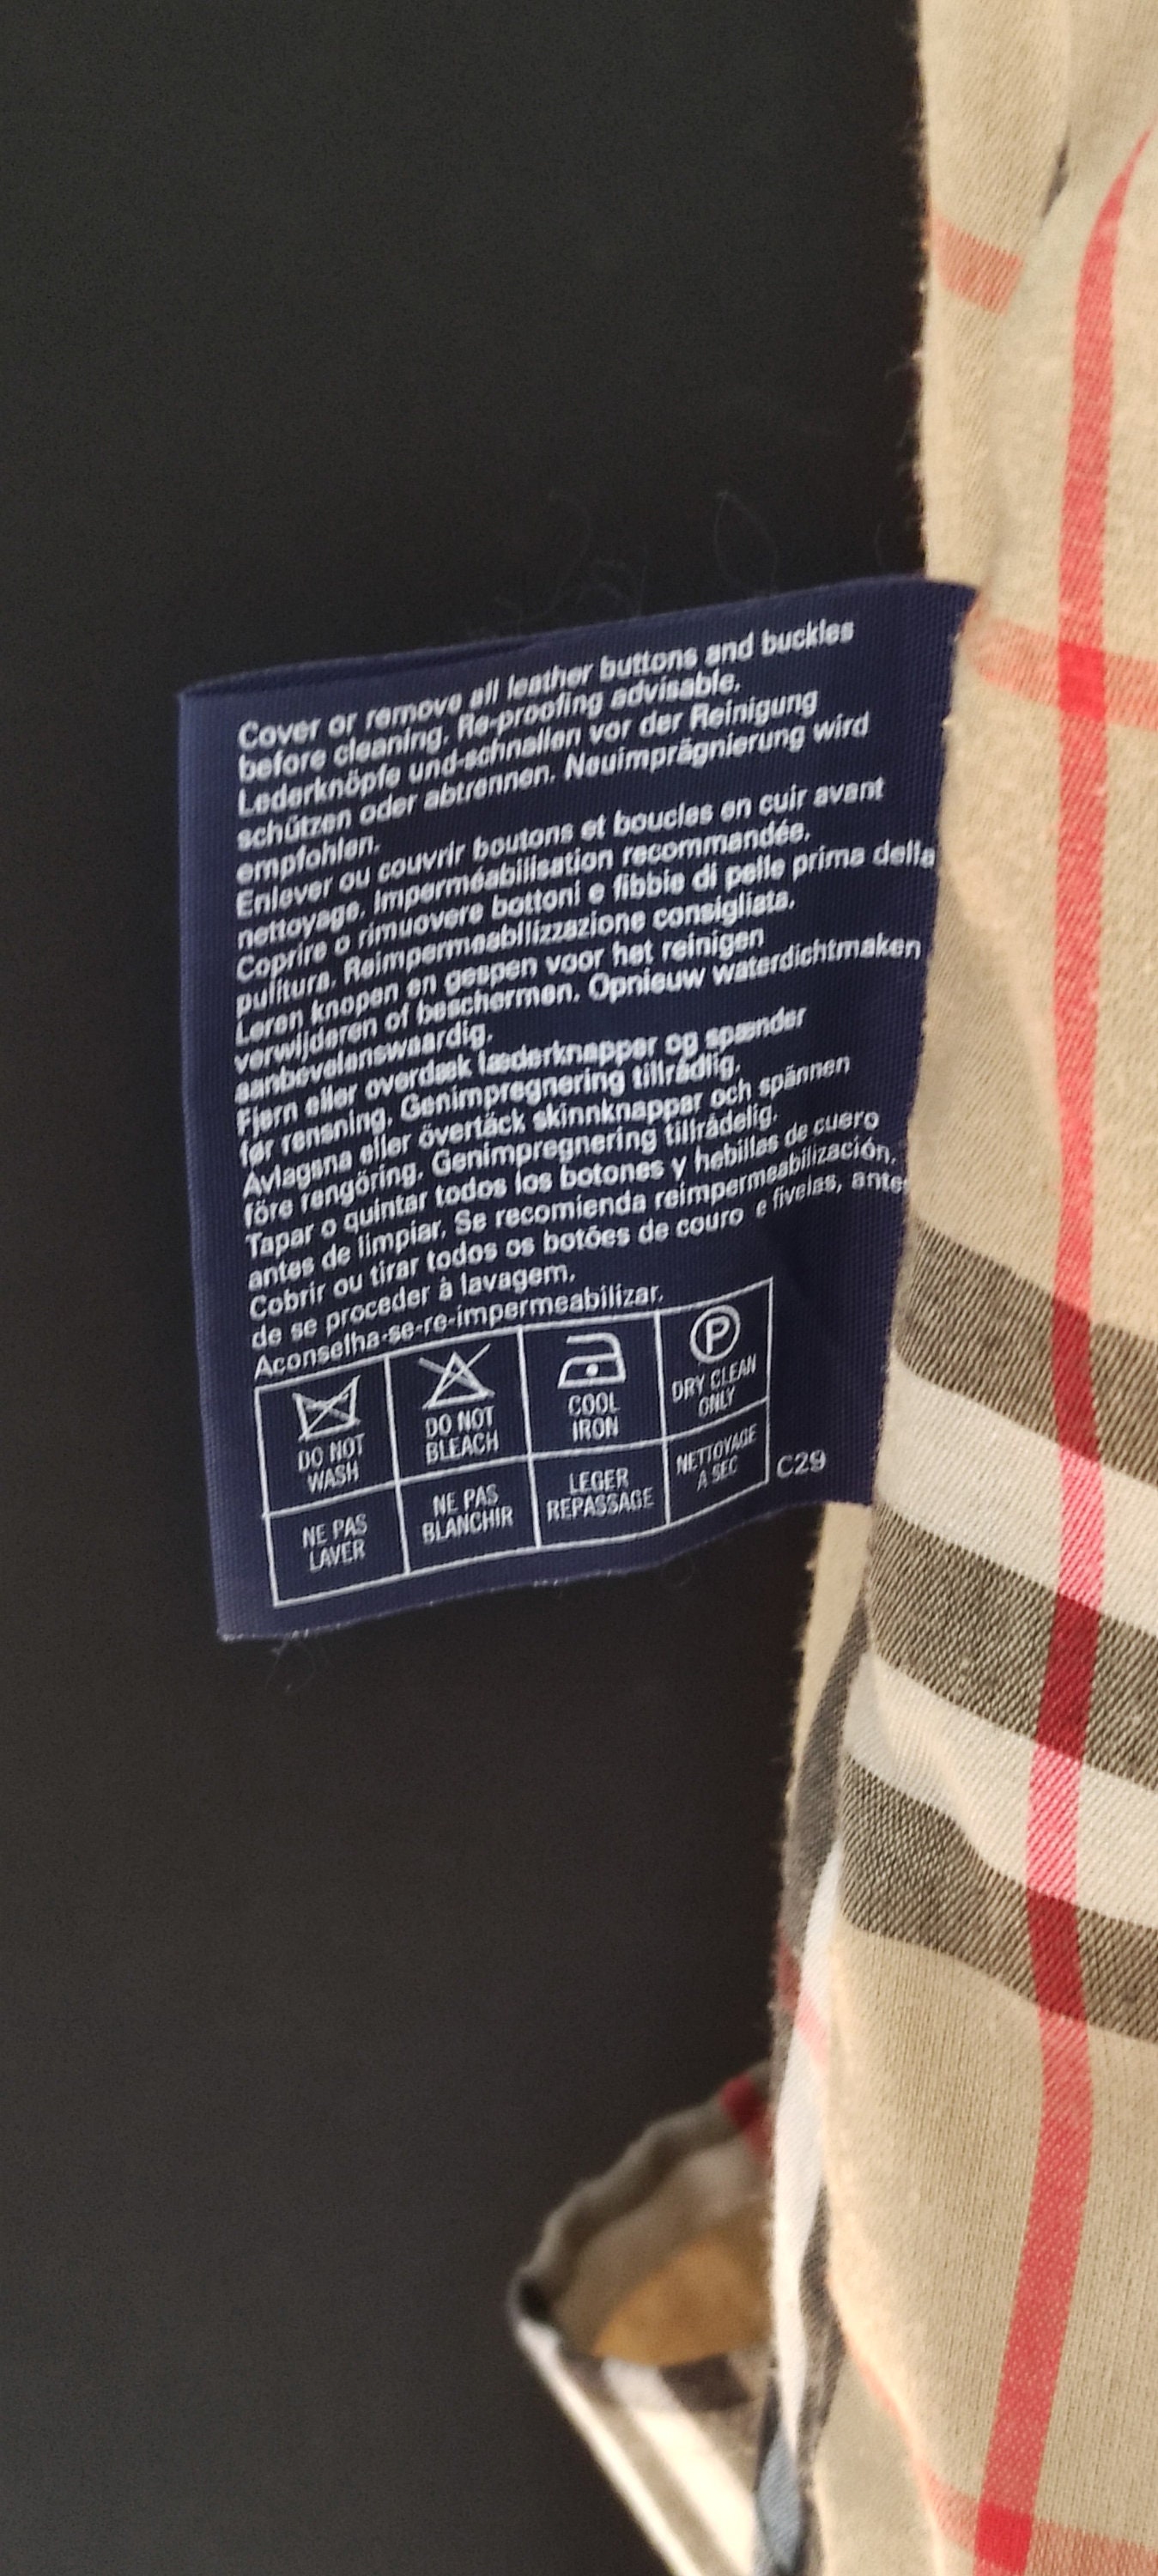 Cover or remove all leather buttons and buckles
before cleaning. Re-proofing advisable.
Lederknöpfe und-schnallen vor der Reinigung
schützen oder abtrennen. Neuimprägnierung wird
empfohlen.
Enlever ou couvrir boutons et boucles en cuir avant
nettoyage. Imperméabilisation recommandés.
Coprire o rimuovere bottoni e fibbie di pelle prima della
pulitura. Reimpermeabilizzazione consigliata.
Leren knopen en gespen voor het reinigen
verwijderen of beschermen. Opnieuw waterdichtmaken
aanbevelenswaardig.
Fjern eller overdæk læderknapper og spænder
før rensning. Genimpregnering tillrådlig.
Avlagsna eller övertäck skinnknappar och spännen
före rengöring. Genimpregnering tillrådelig.
Tapar o quintar todos los botones y hebillas de cuero
antes de limpiar. Se recomienda reimpermeabilización.
Cobrir ou tirar todos os botões de couro e fivelas, antes
de se proceder à lavagem.
Aconselha-se-re-impermeabilizar.
P
DO NOT WASH
DO NOT BLEACH
COOL IRON
DRY CLEAN ONLY
NE PAS LAVER
NE PAS BLANCHIR
LEGER REPASSAGE
NETTOYAGE A SEC
C29